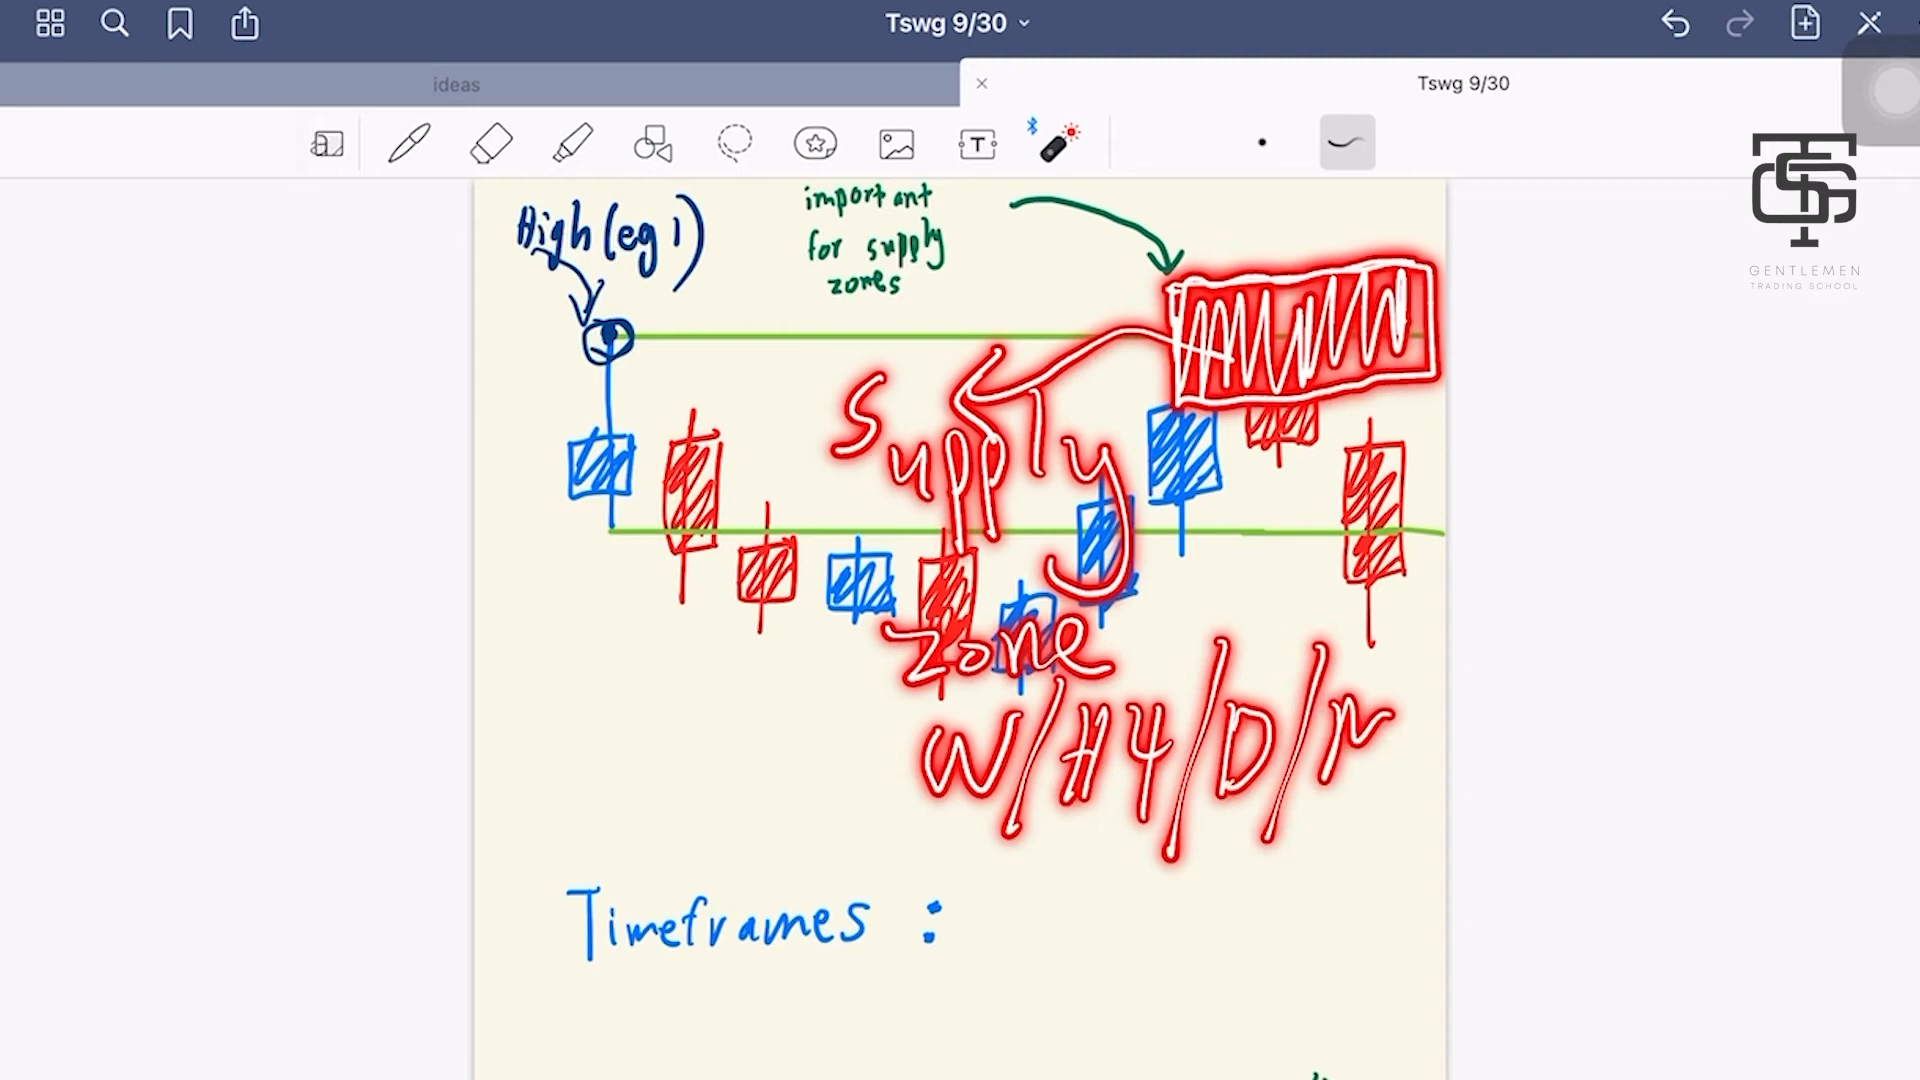 Tswg 9/30
ideas
Tswg 9/30
T
GENTLEMEN
TRADING SCHOOL
High (eg 1)
important
for supply
zones
Supply
zone
W/H4/D/M
Timeframes :